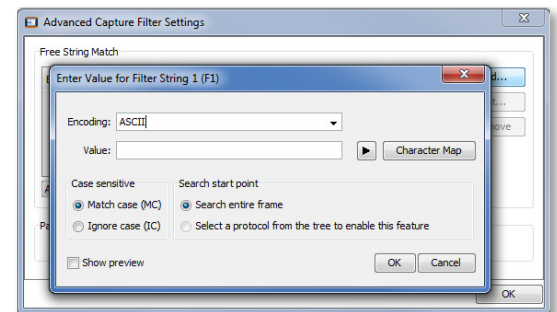 Advanced Capture Filter Settings
Free String Match
Enter Value for Filter String 1 (F1)
Encoding: ASCII
Value:
Character Map
Case sensitive
Search start point
Match case (MC)
Search entire frame
Ignore case (IC)
Select a protocol from the tree to enable this feature
Show preview
OK
Cancel
OK